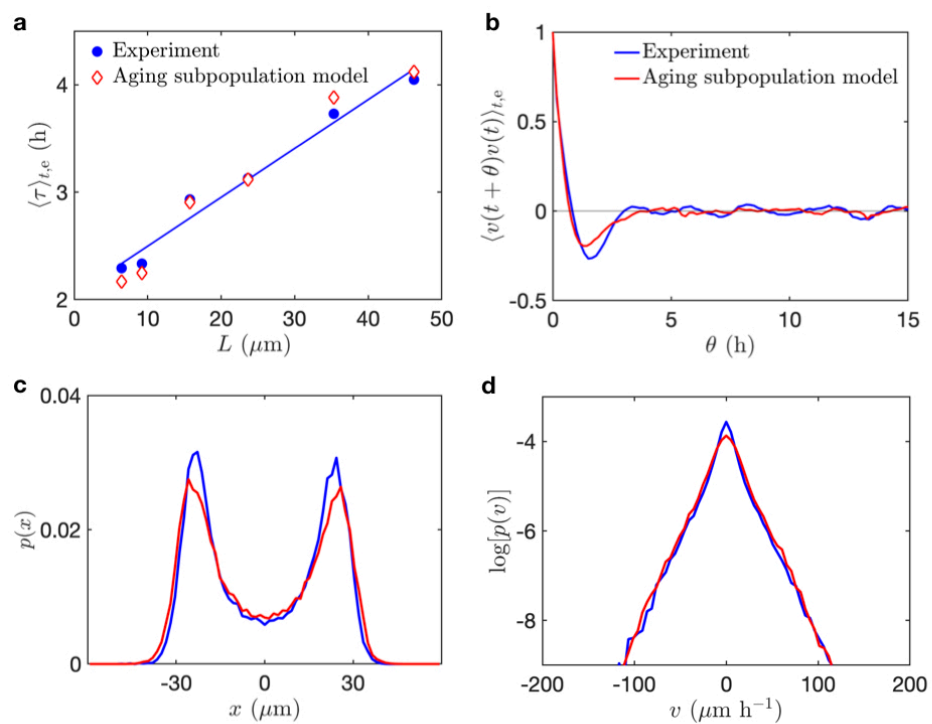 a
Experiment
Aging subpopulation model
⟨τ⟩t,e (h)
4
3
2
0 10 20 30 40 50
L (μm)
b
Experiment
Aging subpopulation model
⟨v(t + θ)v(t)⟩t,e
1
0.5
0
-0.5
0 5 10 15
θ (h)
c
p(x)
0.04
0.02
0
-30 0 30
x (μm)
d
log[p(v)]
-4
-6
-8
-200 -100 0 100 200
v (μm h⁻¹)